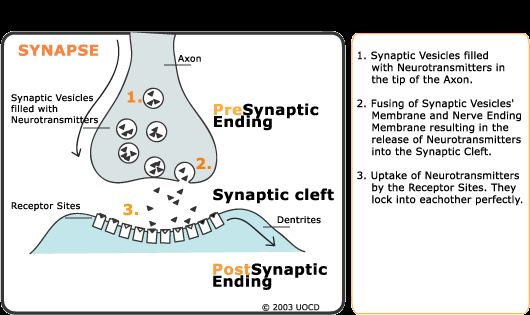 SYNAPSE
Axon
1.
Synaptic Vesicles
filled with
Neurotransmitters
PreSynaptic
Ending
2.
Synaptic cleft
Receptor Sites
3.
Dentrites
PostSynaptic
Ending
© 2003 UOCD
1. Synaptic Vesicles filled
with Neurotransmitters in
the tip of the Axon.
2. Fusing of Synaptic Vesicles'
Membrane and Nerve Ending
Membrane resulting in the
release of Neurotransmitters
into the Synaptic Cleft.
3. Uptake of Neurotransmitters
by the Receptor Sites. They
lock into eachother perfectly.